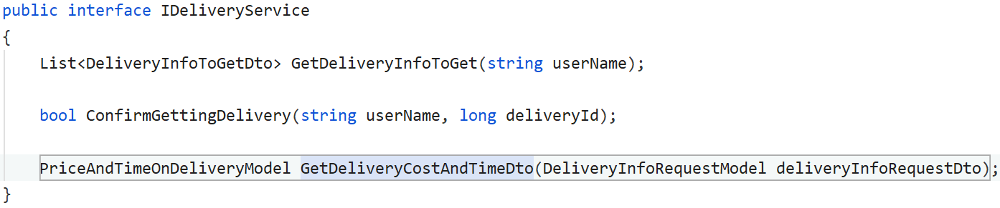 public interface IDeliveryService
{
List<DeliveryInfoToGetDto> GetDeliveryInfoToGet(string userName);
bool ConfirmGettingDelivery(string userName, long deliveryId);
PriceAndTimeOnDeliveryModel GetDeliveryCostAndTimeDto(DeliveryInfoRequestModel deliveryInfoRequestDto);
}